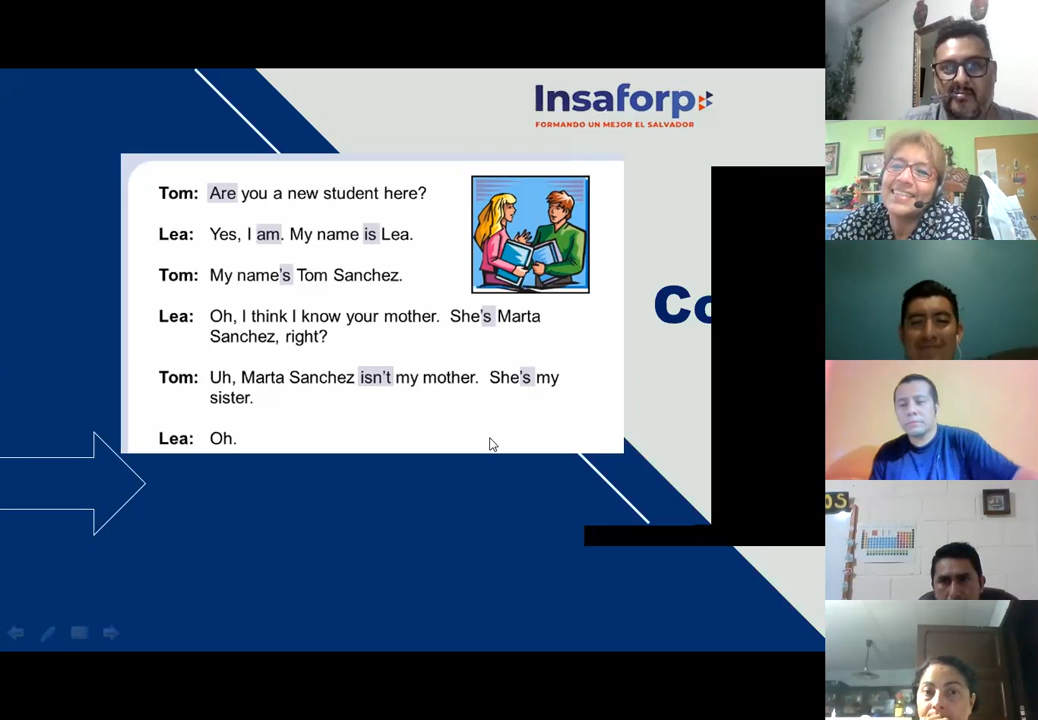 Insaforp
FORMANDO UN MEJOR EL SALVADOR
Tom: Are you a new student here?
Lea: Yes, I am. My name is Lea.
Tom: My name's Tom Sanchez.
Lea: Oh, I think I know your mother. She's Marta
Sanchez, right?
Tom: Uh, Marta Sanchez isn't my mother. She's my
sister.
Lea: Oh.
Co
OS